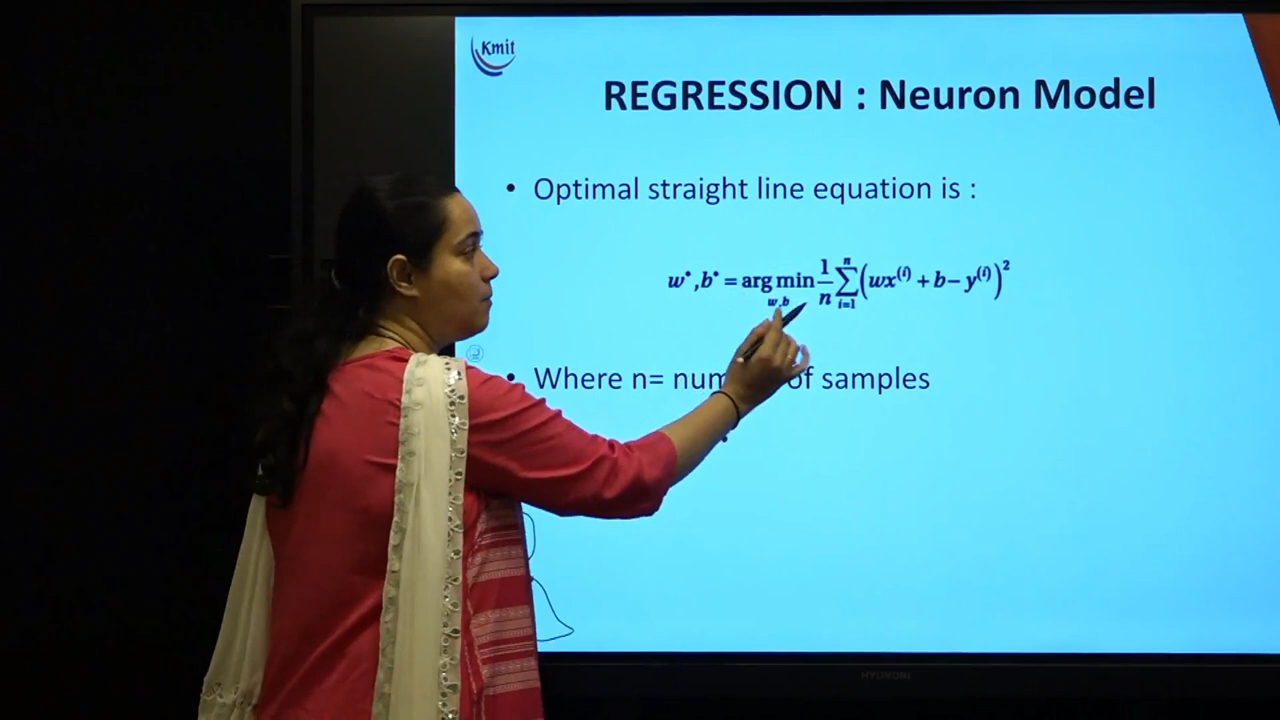 Kmit
REGRESSION : Neuron Model
• Optimal straight line equation is :
w*,b* = arg min 1/n Σ (wx⁽ⁱ⁾ + b− y⁽ⁱ⁾)²
w,b n i=1
• Where n= num of samples
HYUNDAI